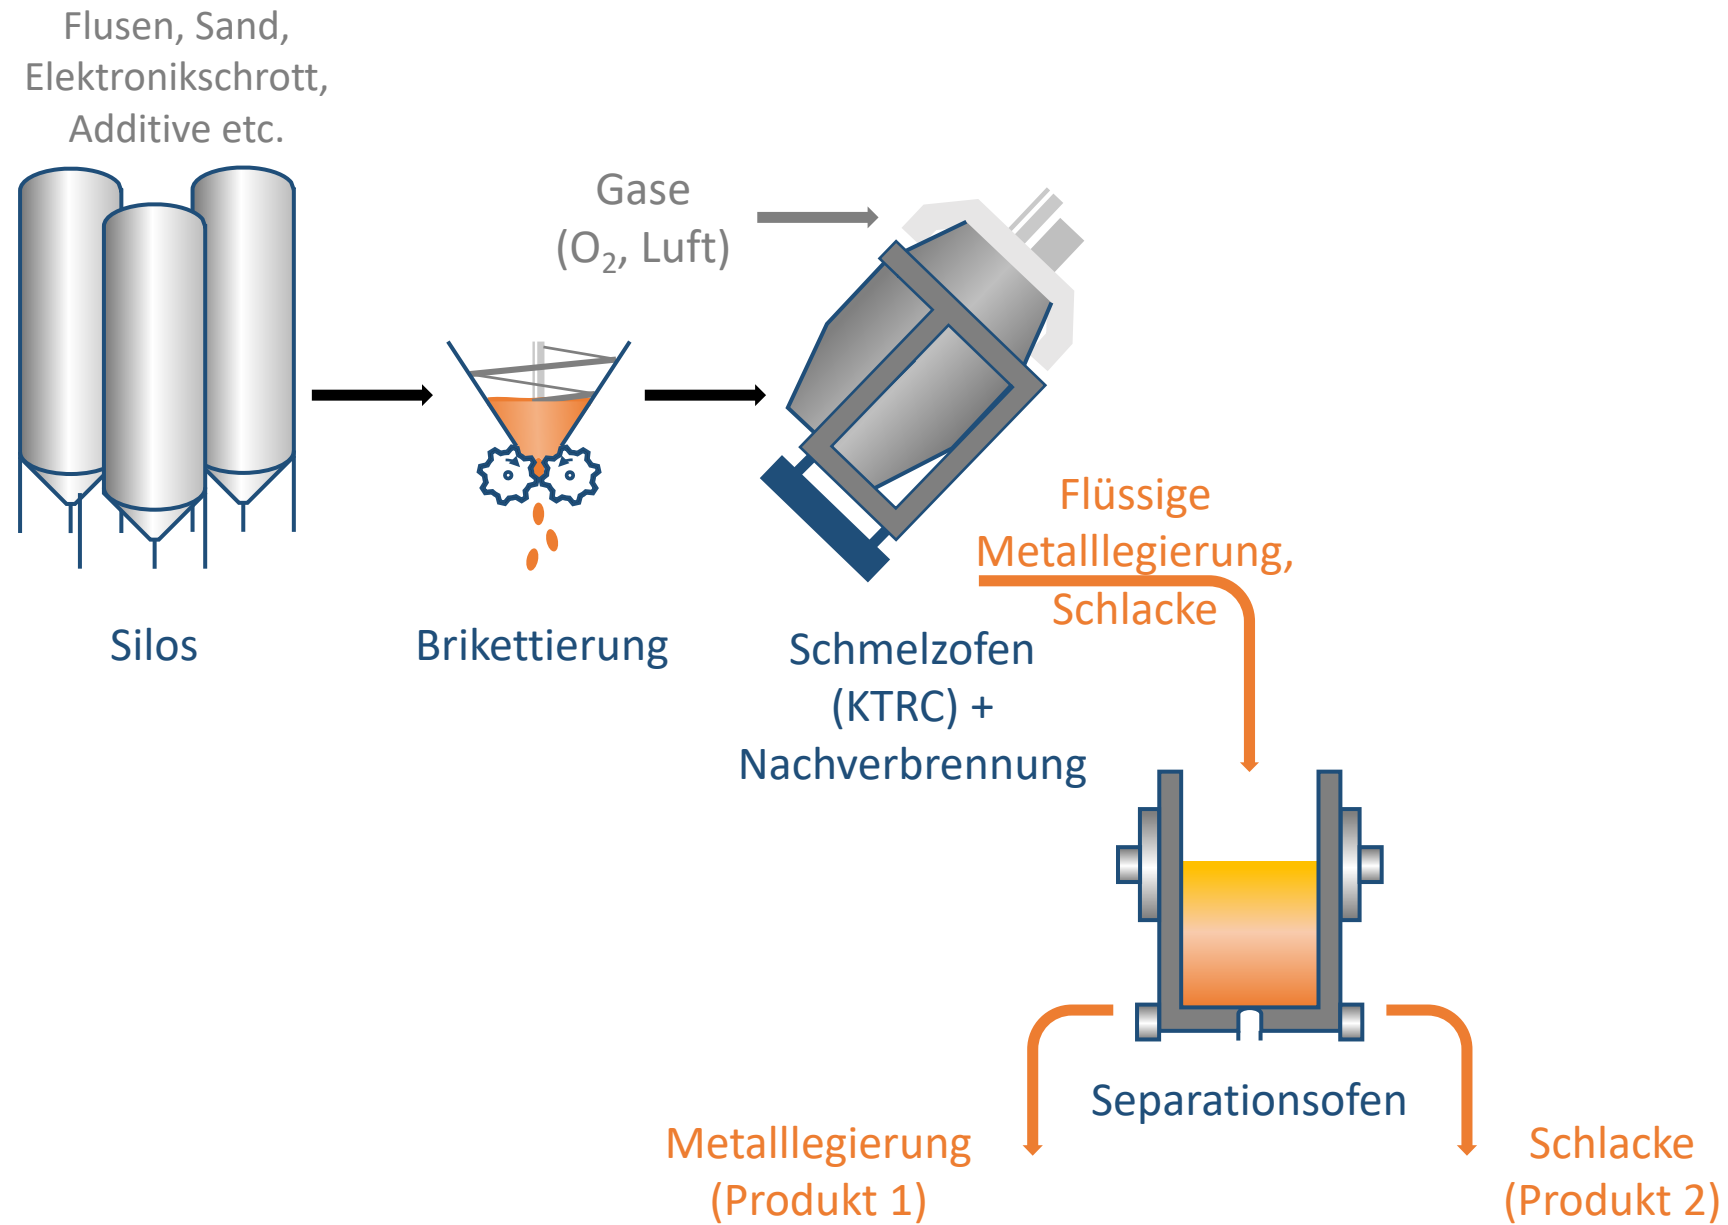 Flusen, Sand,
Elektronikschrott,
Additive etc.
Gase
(O₂, Luft)
Flüssige
Metalllegierung,
Schlacke
Silos
Brikettierung
Schmelzofen
(KTRC) +
Nachverbrennung
Separationsofen
Metalllegierung
(Produkt 1)
Schlacke
(Produkt 2)